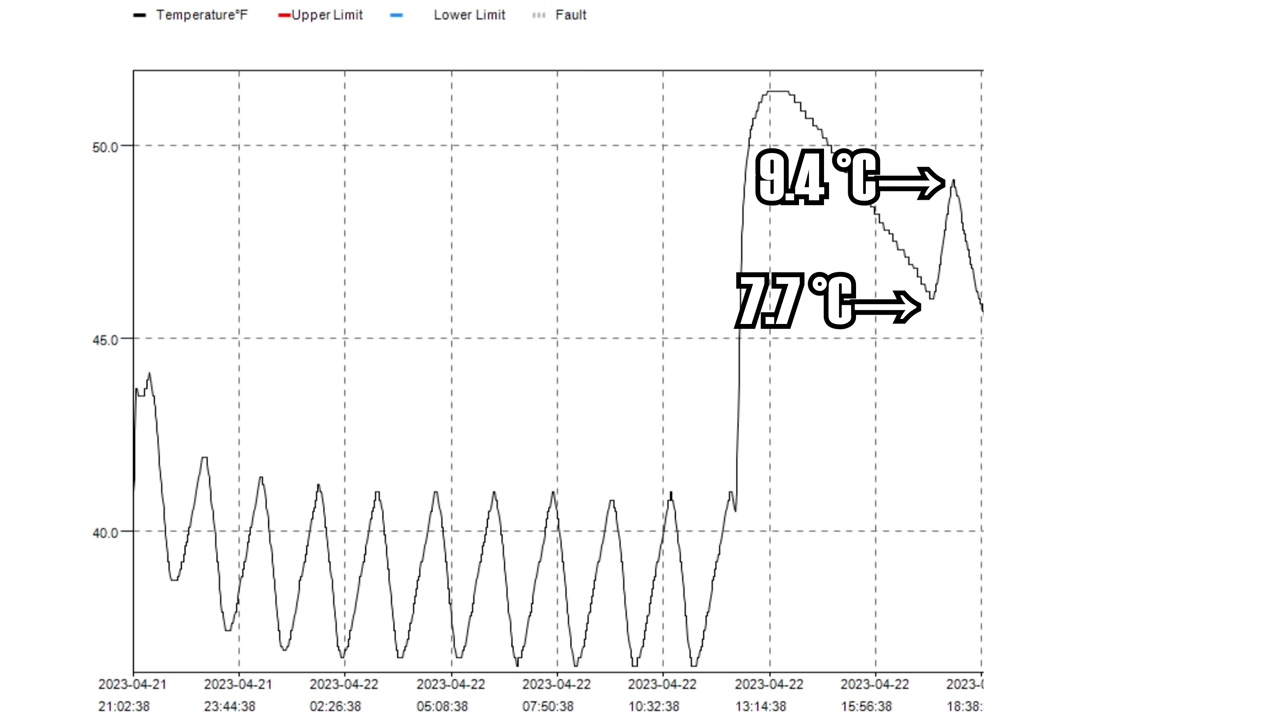 Temperature°F Upper Limit Lower Limit Fault
50.0
9.4 °C
7.7 °C
45.0
40.0
2023-04-21 2023-04-21 2023-04-22 2023-04-22 2023-04-22 2023-04-22 2023-04-22 2023-04-22 2023-0
21:02:38 23:44:38 02:26:38 05:08:38 07:50:38 10:32:38 13:14:38 15:56:38 18:38: